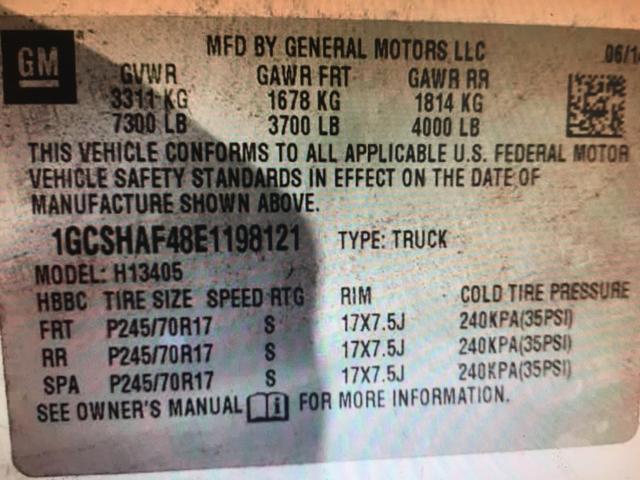 GM MFD BY GENERAL MOTORS LLC 06/14
GVWR GAWR FRT GAWR RR
3311 KG 1678 KG 1814 KG
7300 LB 3700 LB 4000 LB
THIS VEHICLE CONFORMS TO ALL APPLICABLE U.S. FEDERAL MOTOR
VEHICLE SAFETY STANDARDS IN EFFECT ON THE DATE OF
MANUFACTURE SHOWN ABOVE.
1GCSHAF48E1198121 TYPE: TRUCK
MODEL: H13405
HBBC TIRE SIZE SPEED RTG RIM COLD TIRE PRESSURE
FRT P245/70R17 S 17X7.5J 240KPA(35PSI)
RR P245/70R17 S 17X7.5J 240KPA(35PSI)
SPA P245/70R17 S 17X7.5J 240KPA(35PSI)
SEE OWNER'S MANUAL i FOR MORE INFORMATION.